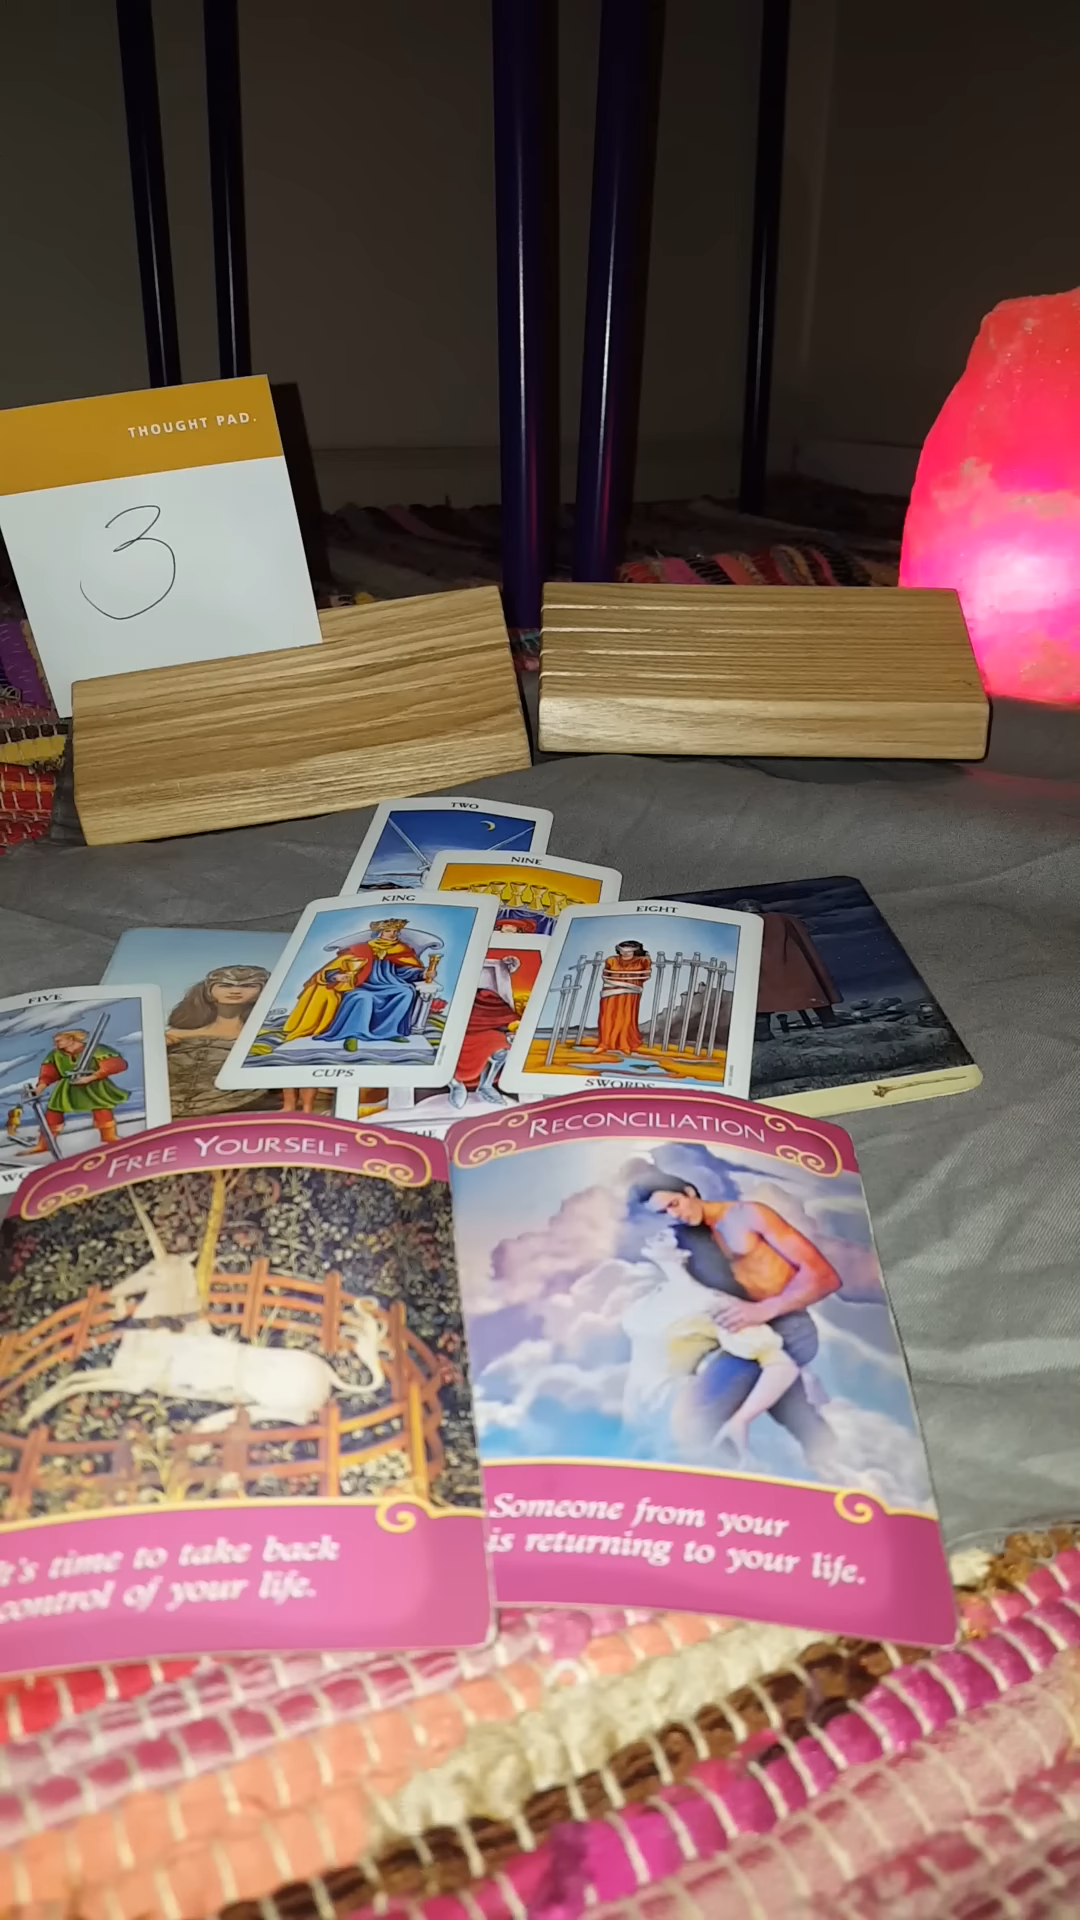 THOUGHT PAD.
3
TWO
NINE
KING
EIGHT
FIVE
CUPS
SWORDS
FREE YOURSELF
RECONCILIATION
It's time to take back
control of your life.
Someone from your
is returning to your life.